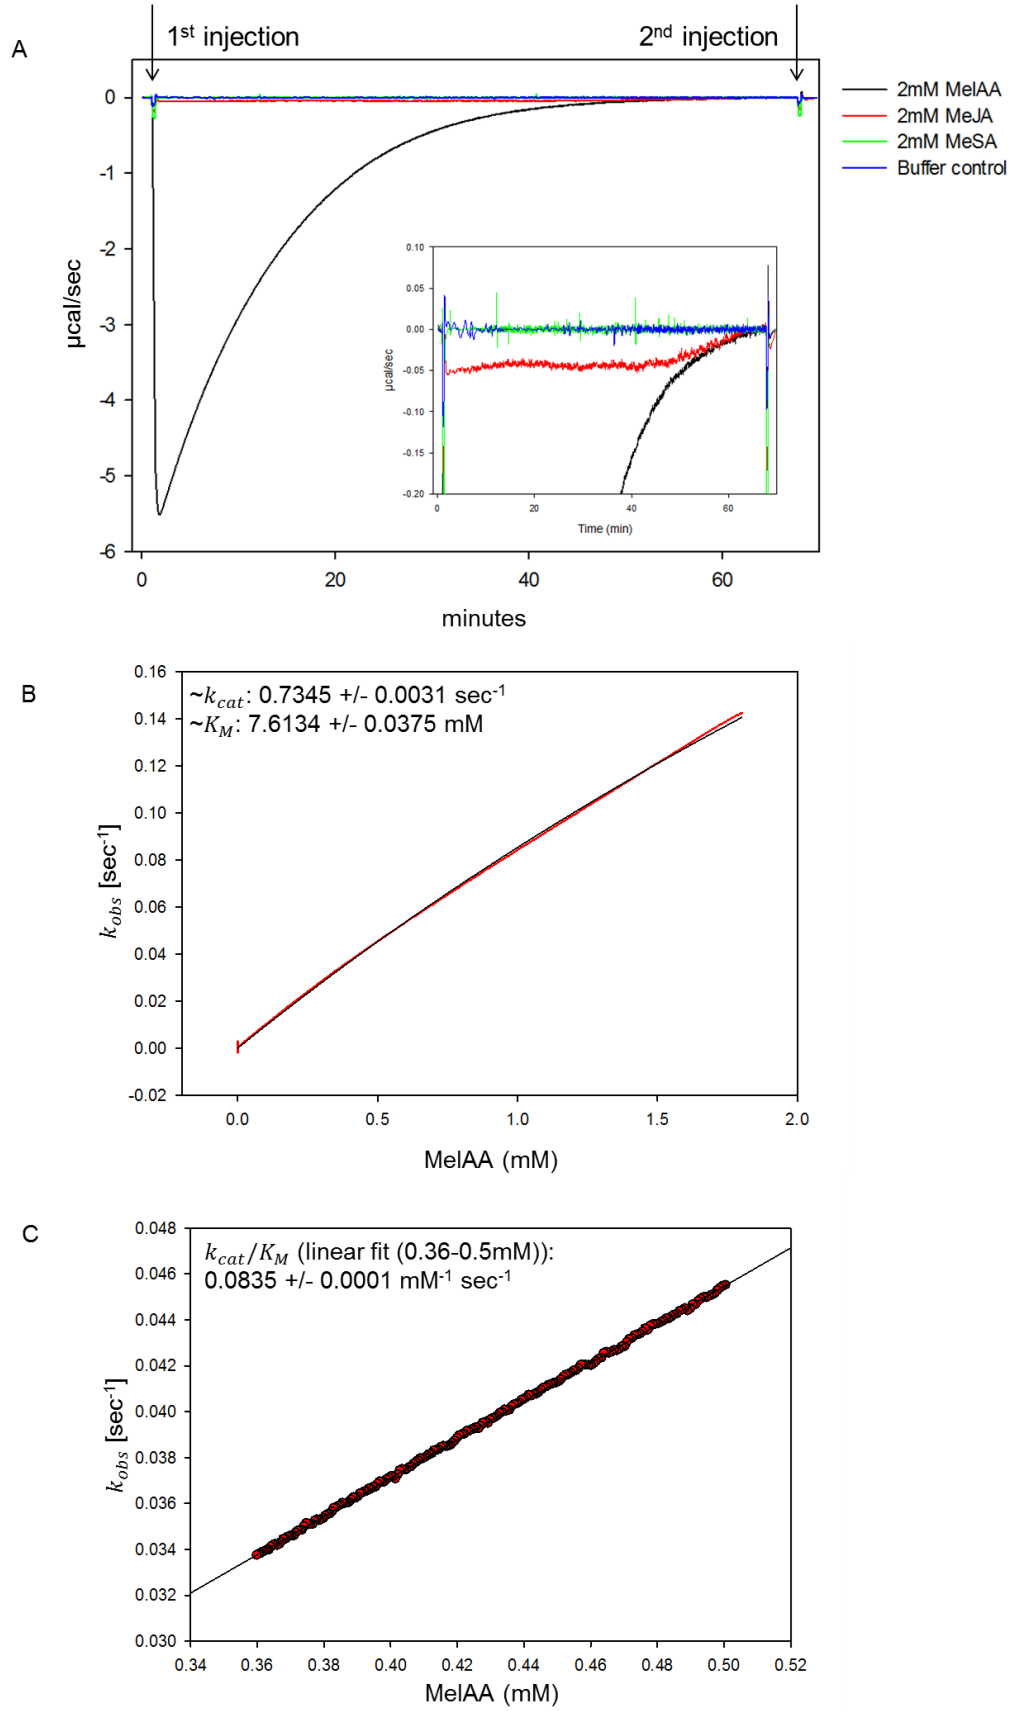 A
1st injection
2nd injection
2mM MeIAA
2mM MeJA
2mM MeSA
Buffer control
0
-1
-2
-3
-4
-5
-6
µcal/sec
0.10
0.05
0.00
-0.05
-0.10
-0.15
-0.20
µcal/sec
0 20 40 60
Time (min)
0 20 40 60
minutes
B
~kcat: 0.7345 +/- 0.0031 sec-1
~KM: 7.6134 +/- 0.0375 mM
0.16
0.14
0.12
0.10
0.08
0.06
0.04
0.02
0.00
-0.02
kobs [sec-1]
0.0 0.5 1.0 1.5 2.0
MeIAA (mM)
C
kcat/KM (linear fit (0.36-0.5mM)):
0.0835 +/- 0.0001 mM-1 sec-1
0.048
0.046
0.044
0.042
0.040
0.038
0.036
0.034
0.032
0.030
kobs [sec-1]
0.34 0.36 0.38 0.40 0.42 0.44 0.46 0.48 0.50 0.52
MeIAA (mM)